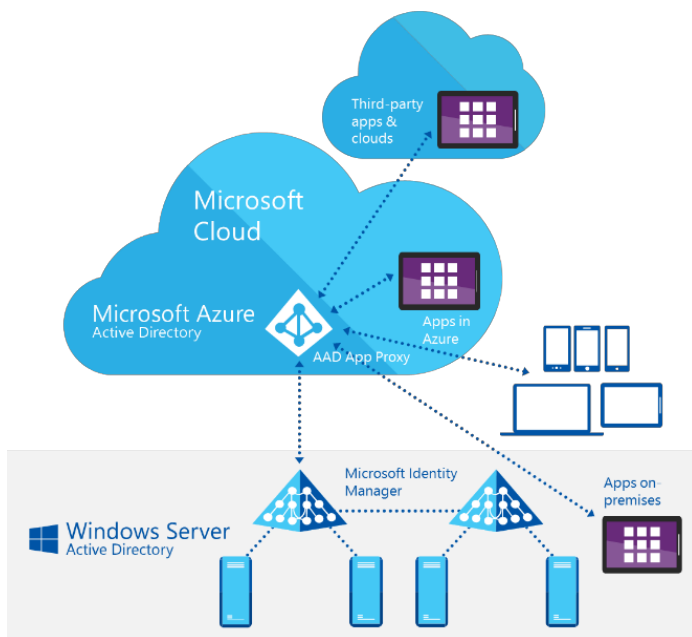 Third-party
apps &
clouds
Microsoft
Cloud
Microsoft Azure
Active Directory
Apps in
Azure
AAD App Proxy
Microsoft Identity
Manager
Apps on-
premises
Windows Server
Active Directory